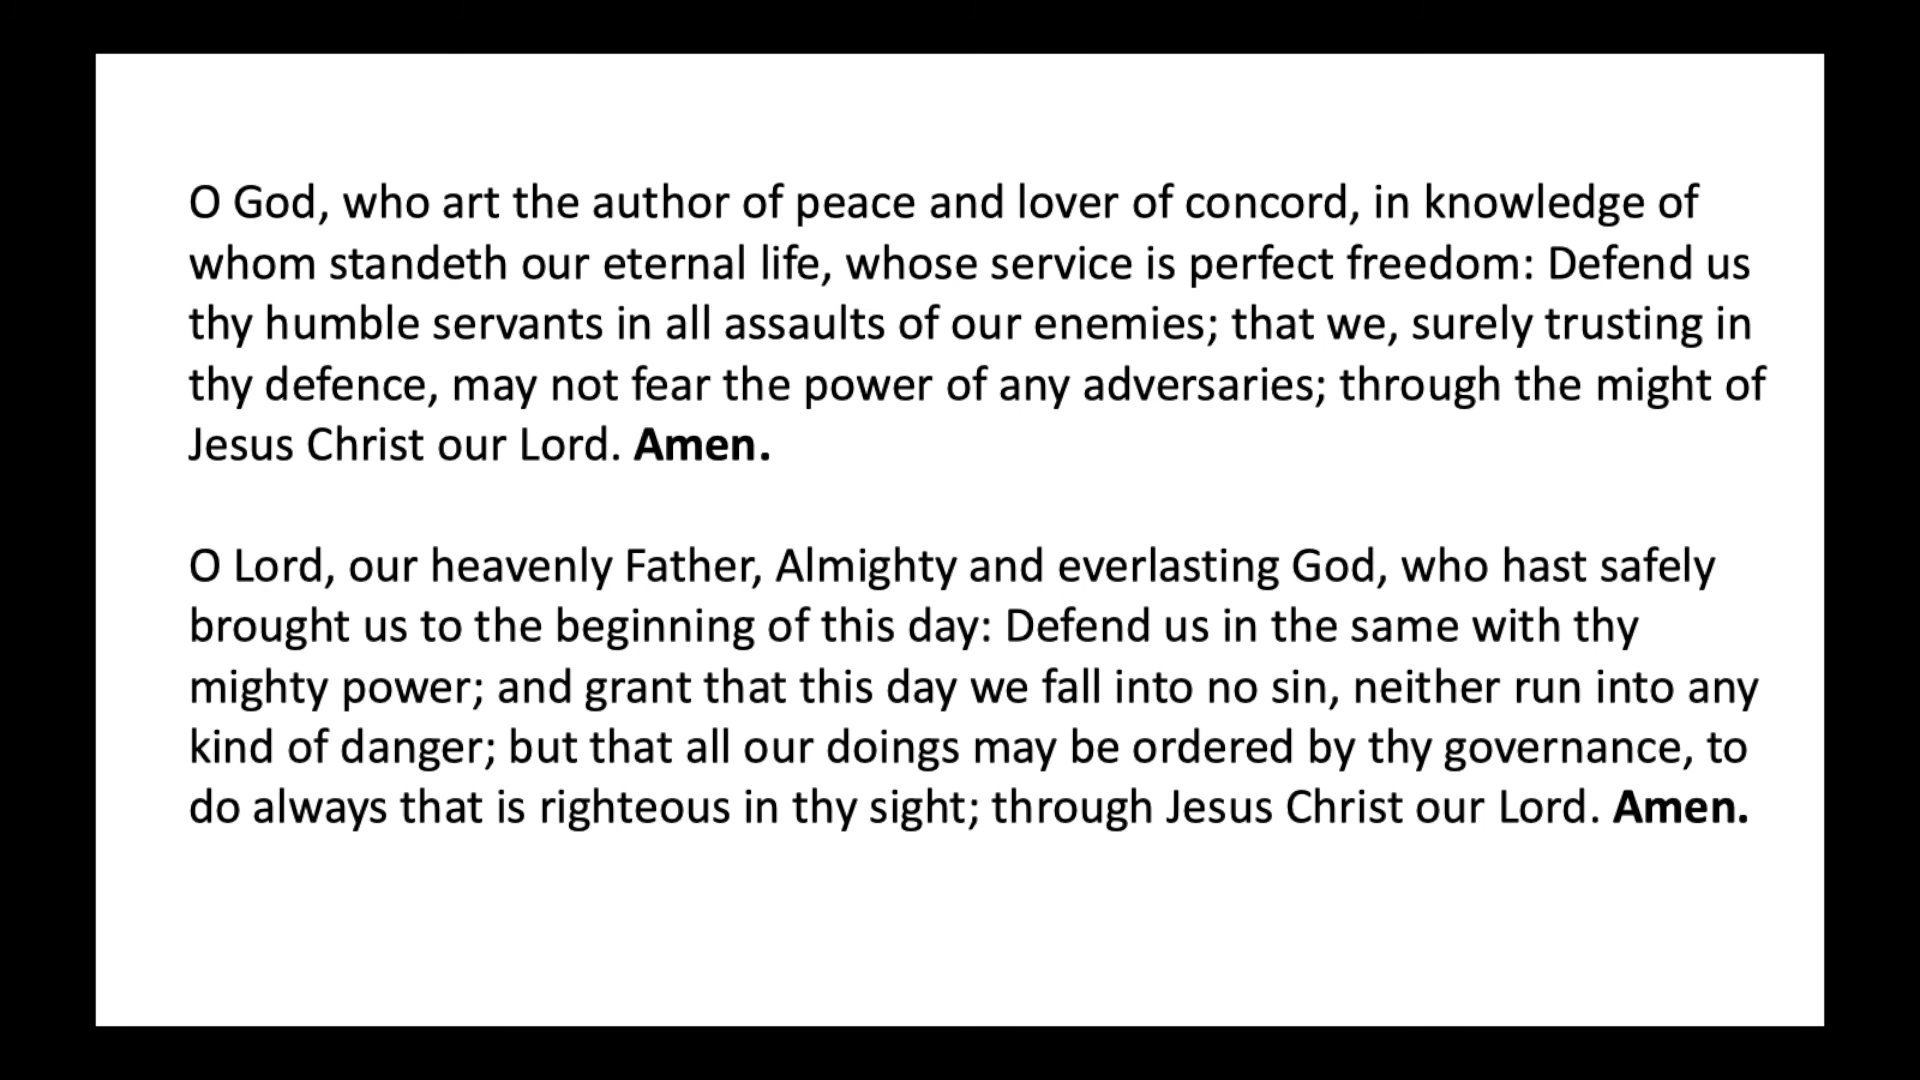 O God, who art the author of peace and lover of concord, in knowledge of
whom standeth our eternal life, whose service is perfect freedom: Defend us
thy humble servants in all assaults of our enemies; that we, surely trusting in
thy defence, may not fear the power of any adversaries; through the might of
Jesus Christ our Lord. Amen.
O Lord, our heavenly Father, Almighty and everlasting God, who hast safely
brought us to the beginning of this day: Defend us in the same with thy
mighty power; and grant that this day we fall into no sin, neither run into any
kind of danger; but that all our doings may be ordered by thy governance, to
do always that is righteous in thy sight; through Jesus Christ our Lord. Amen.